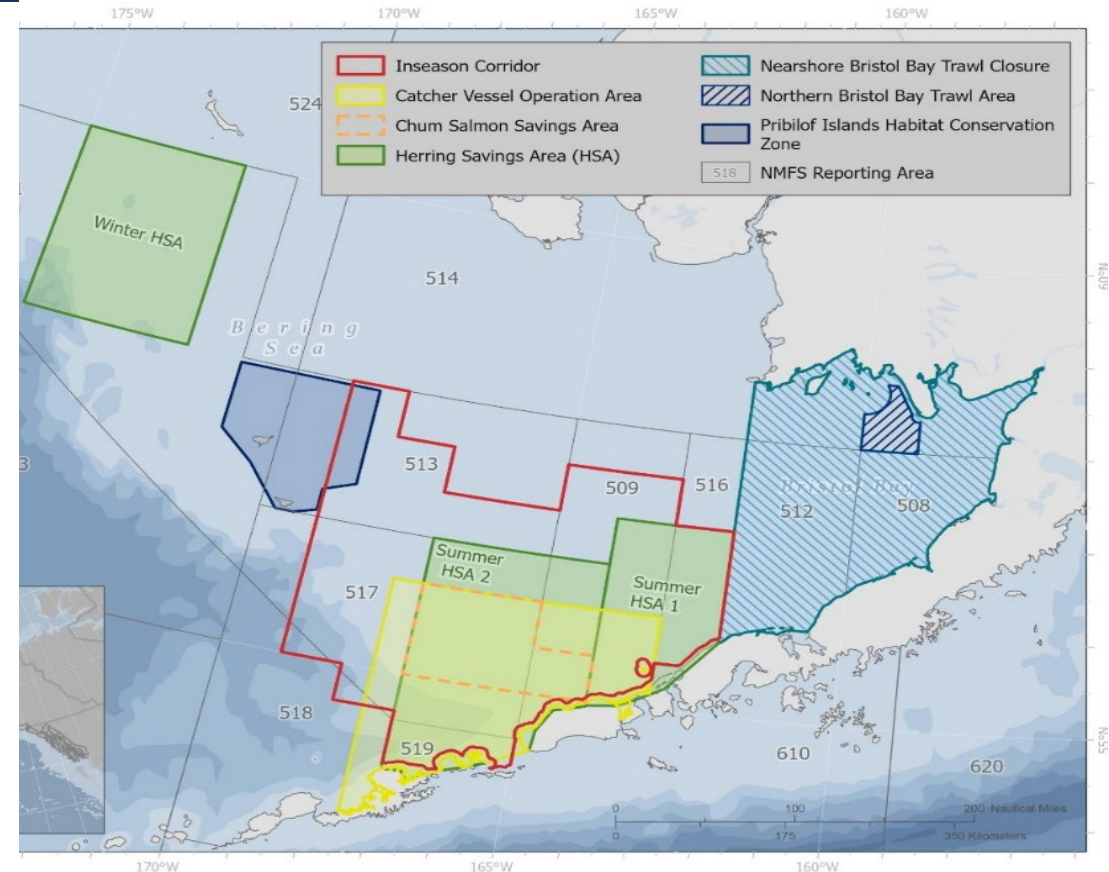 175°W
170°W
165°W
160°W
Inseason Corridor
Catcher Vessel Operation Area
Chum Salmon Savings Area
Herring Savings Area (HSA)
Nearshore Bristol Bay Trawl Closure
Northern Bristol Bay Trawl Area
Pribilof Islands Habitat Conservation
Zone
518
NMFS Reporting Area
524
Winter HSA
514
N°09
Bering
Sea
513
509
516
Bristol Bay
512
508
Summer
HSA 2
Summer
HSA 1
517
518
519
610
620
N°55
0
100
200 Nautical Miles
0
175
350 Kilometers
170°W
165°W
160°W